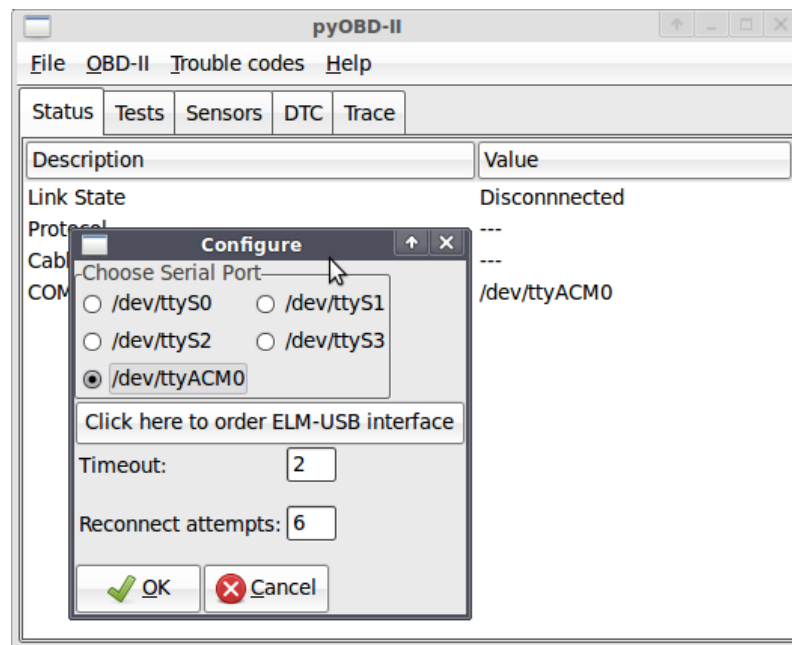 pyOBD-II
File OBD-II Trouble codes Help
Status Tests Sensors DTC Trace
Description Value
Link State Disconnnected
---
---
COM /dev/ttyACM0
Configure
Choose Serial Port
/dev/ttyS0 /dev/ttyS1
/dev/ttyS2 /dev/ttyS3
/dev/ttyACM0
Click here to order ELM-USB interface
Timeout: 2
Reconnect attempts: 6
OK Cancel